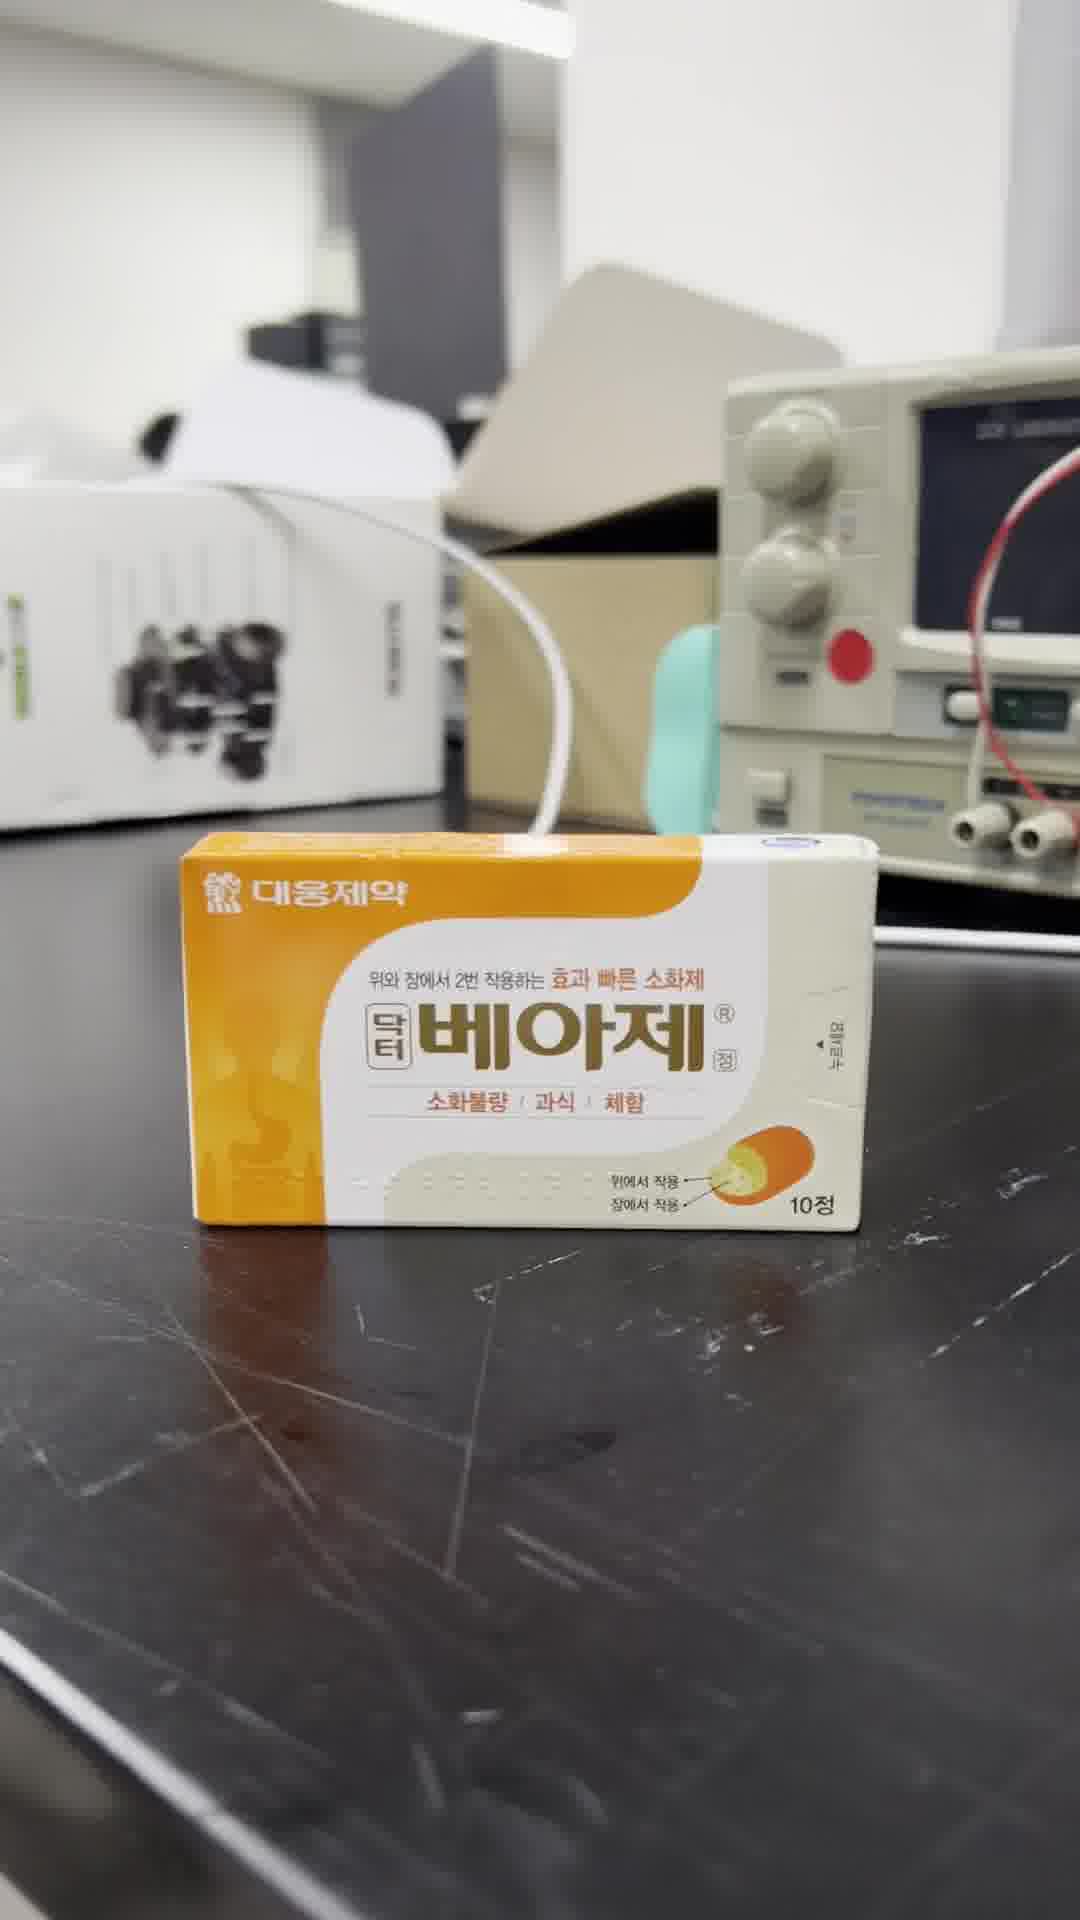 대웅제약
위와 장에서 2번 작용하는 효과 빠른 소화제
닥터 베아제®
정
소화불량 / 과식 / 체함
위에서 작용
장에서 작용
10정